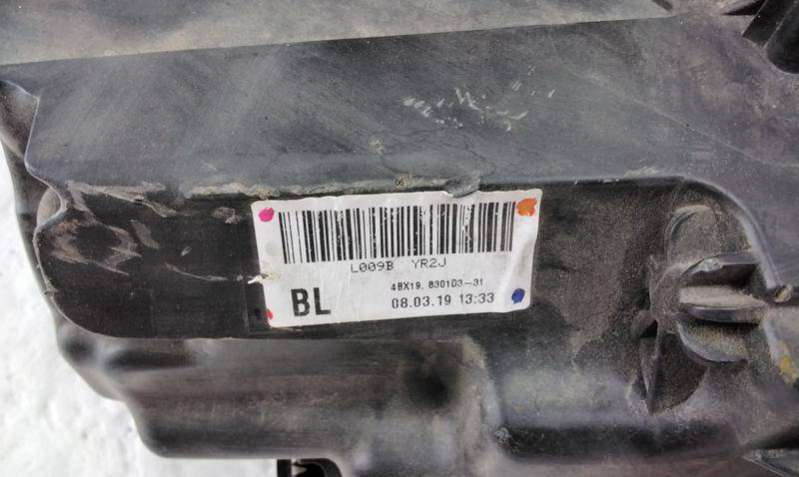 L009B YR2J
BL
48X19, 830103-31
08.03.19 13:33